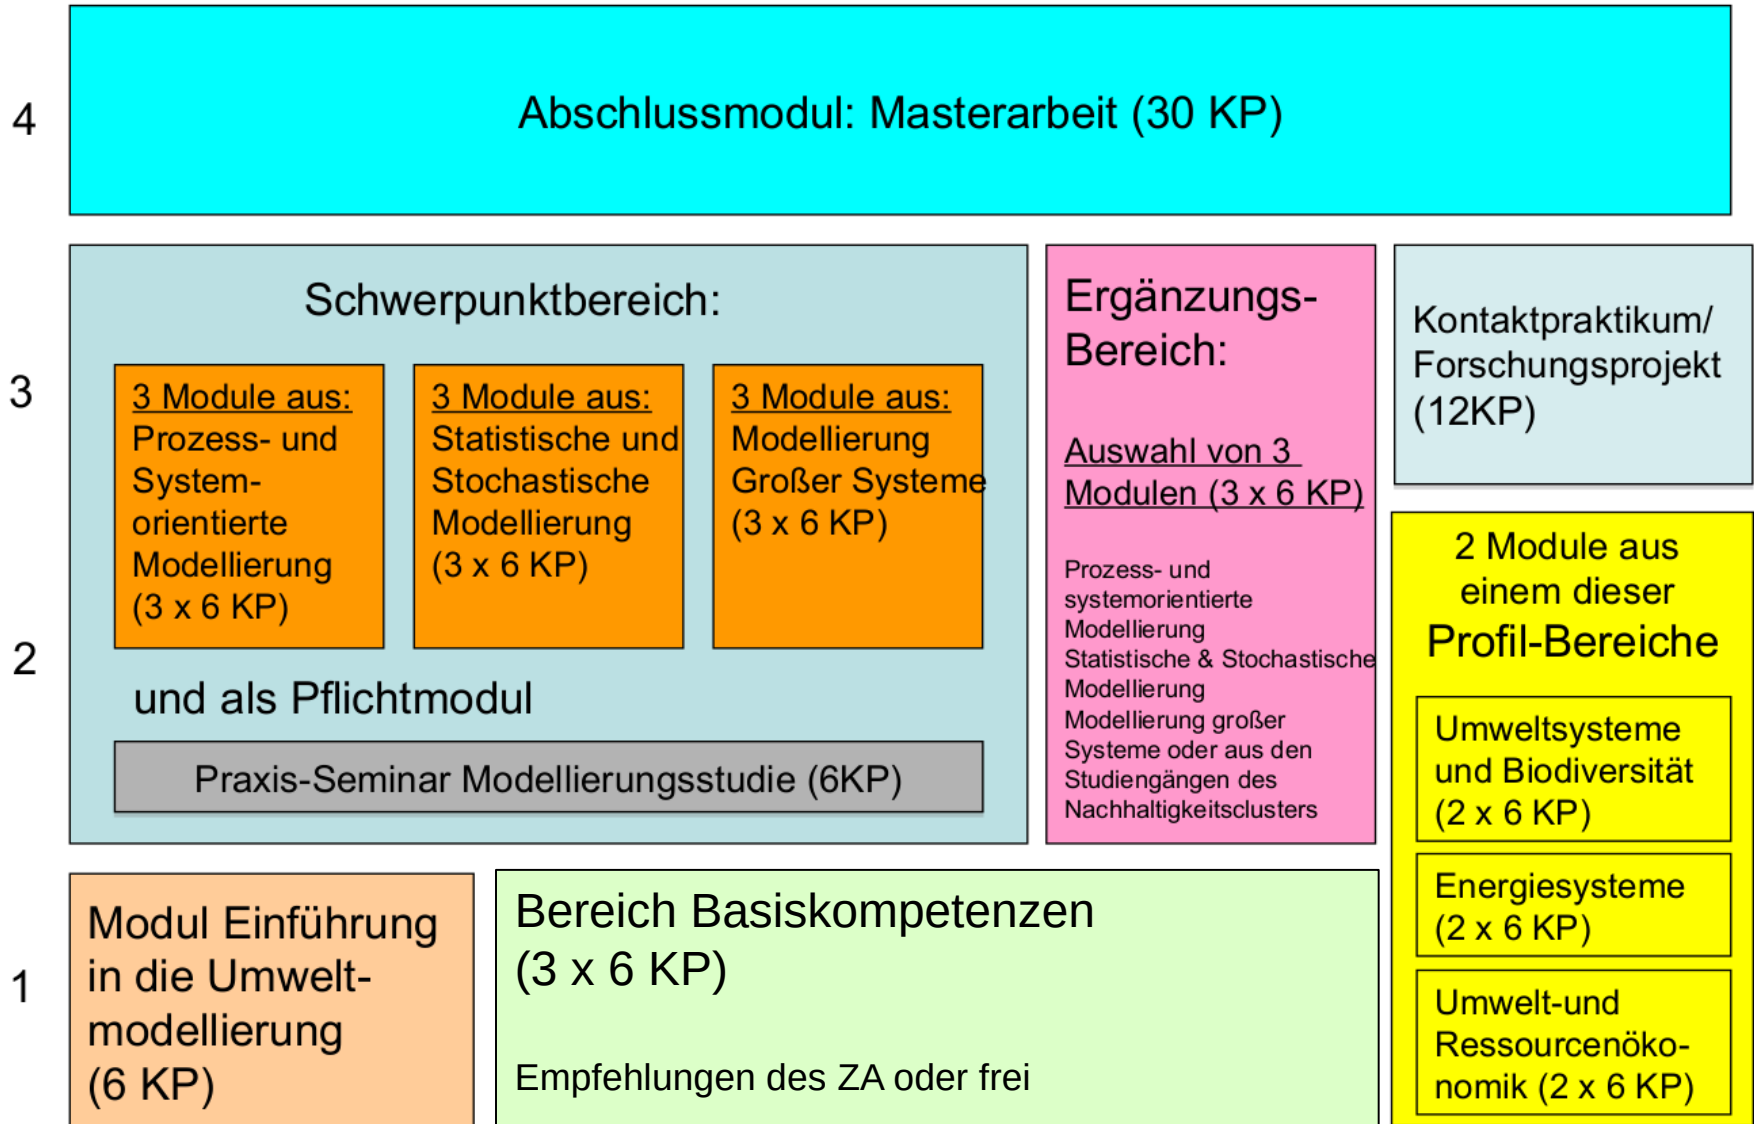 4
Abschlussmodul: Masterarbeit (30 KP)
3
2
Schwerpunktbereich:
3 Module aus:
Prozess- und
System-
orientierte
Modellierung
(3 x 6 KP)
3 Module aus:
Statistische und
Stochastische
Modellierung
(3 x 6 KP)
3 Module aus:
Modellierung
Großer Systeme
(3 x 6 KP)
und als Pflichtmodul
Praxis-Seminar Modellierungsstudie (6KP)
Ergänzungs-
Bereich:
Auswahl von 3
Modulen (3 x 6 KP)
Prozess- und
systemorientierte
Modellierung
Statistische & Stochastische
Modellierung
Modellierung großer
Systeme oder aus den
Studiengängen des
Nachhaltigkeitsclusters
Kontaktpraktikum/
Forschungsprojekt
(12KP)
2 Module aus
einem dieser
Profil-Bereiche
Umweltsysteme
und Biodiversität
(2 x 6 KP)
Energiesysteme
(2 x 6 KP)
Umwelt-und
Ressourcenöko-
nomik (2 x 6 KP)
1
Modul Einführung
in die Umwelt-
modellierung
(6 KP)
Bereich Basiskompetenzen
(3 x 6 KP)
Empfehlungen des ZA oder frei